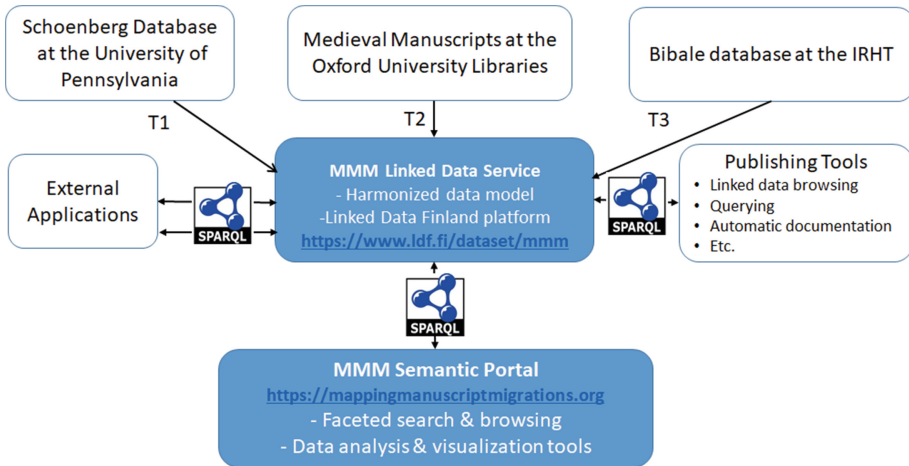 Schoenberg Database
at the University of
Pennsylvania
Medieval Manuscripts at the
Oxford University Libraries
Bibale database at the IRHT
T1
T2
T3
External
Applications
SPARQL
MMM Linked Data Service
- Harmonized data model
-Linked Data Finland platform
https://www.ldf.fi/dataset/mmm
SPARQL
Publishing Tools
• Linked data browsing
• Querying
• Automatic documentation
• Etc.
SPARQL
MMM Semantic Portal
https://mappingmanuscriptmigrations.org
- Faceted search & browsing
- Data analysis & visualization tools